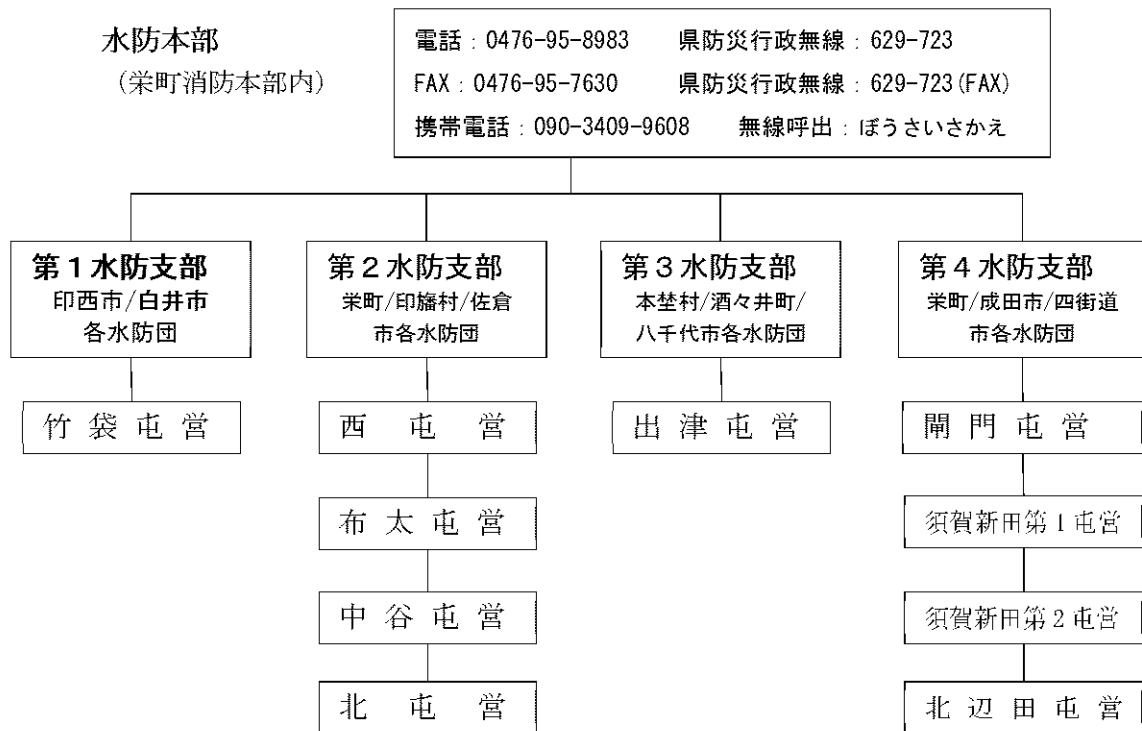 水防本部
（栄町消防本部内）
電話：0476-95-8983　県防災行政無線：629-723
FAX：0476-95-7630　県防災行政無線：629-723(FAX)
携帯電話：090-3409-9608　無線呼出：ぼうさいさかえ
第１水防支部
印西市/白井市
各水防団
第２水防支部
栄町/印旛村/佐倉
市各水防団
第３水防支部
本埜村/酒々井町/
八千代市各水防団
第４水防支部
栄町/成田市/四街道
市各水防団
竹袋屯営
西屯営
出津屯営
閘門屯営
布太屯営
須賀新田第１屯営
中谷屯営
須賀新田第２屯営
北屯営
北辺田屯営